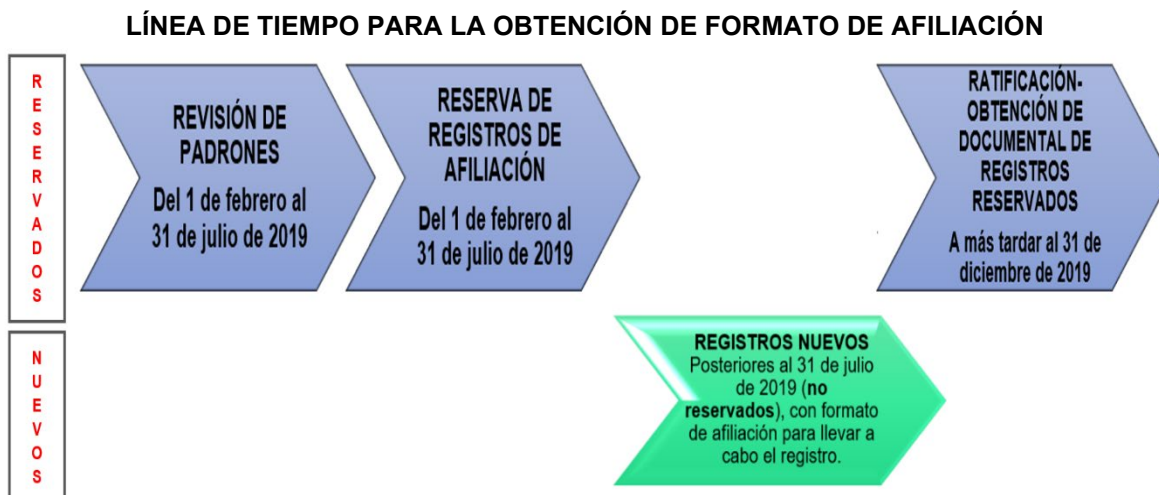 LÍNEA DE TIEMPO PARA LA OBTENCIÓN DE FORMATO DE AFILIACIÓN
RESERVADOS
REVISIÓN DE
PADRONES
Del 1 de febrero al
31 de julio de 2019
RESERVA DE
REGISTROS DE
AFILIACIÓN
Del 1 de febrero al
31 de julio de 2019
RATIFICACIÓN-
OBTENCIÓN DE
DOCUMENTAL DE
REGISTROS
RESERVADOS
A más tardar al 31 de
diciembre de 2019
NUEVOS
REGISTROS NUEVOS
Posteriores al 31 de julio
de 2019 (no
reservados), con formato
de afiliación para llevar a
cabo el registro.